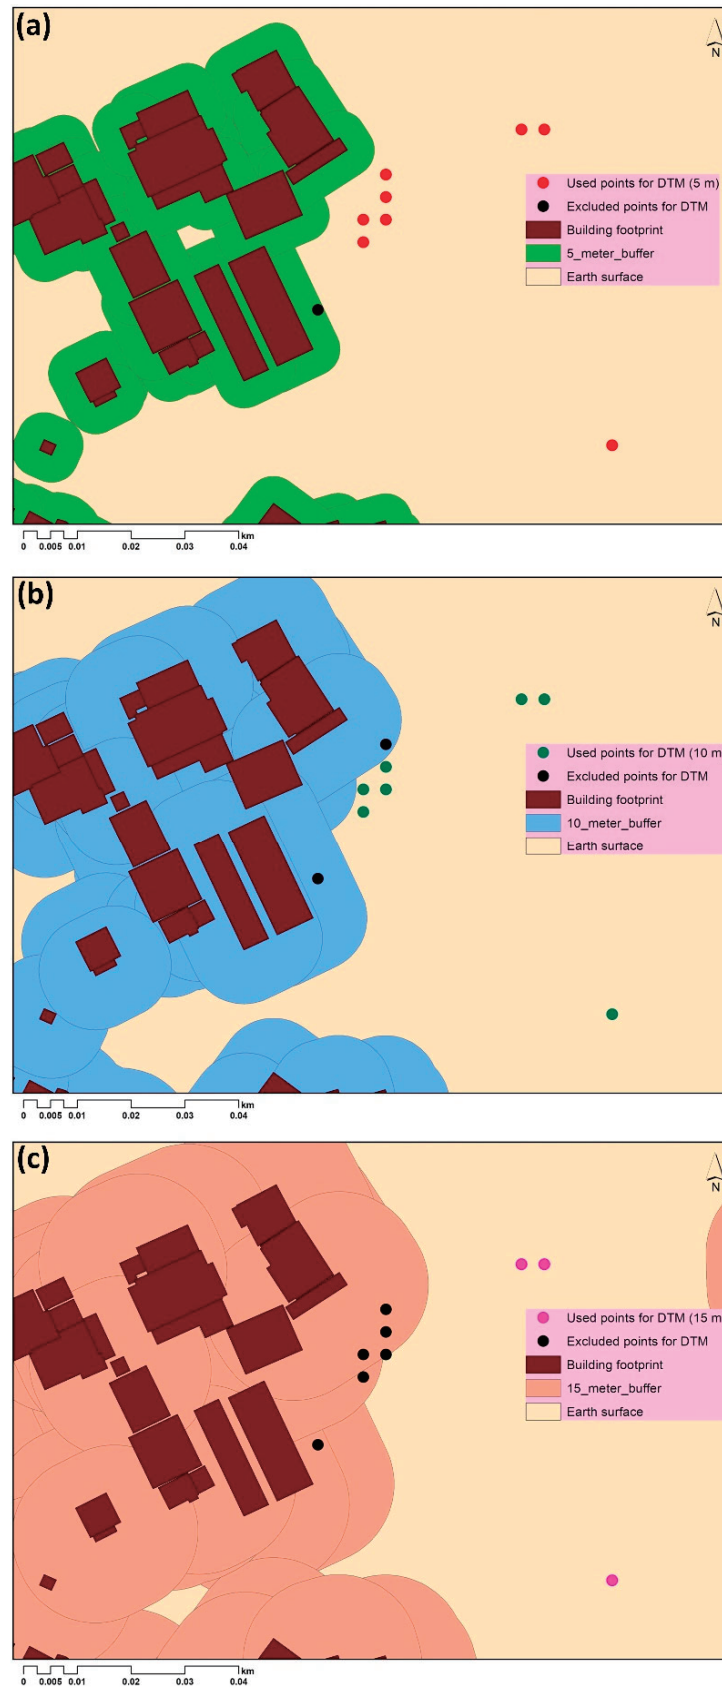 (a)
N
Used points for DTM (5 m)
Excluded points for DTM
Building footprint
5_meter_buffer
Earth surface
km
0 0.005 0.01 0.02 0.03 0.04
(b)
N
Used points for DTM (10 m
Excluded points for DTM
Building footprint
10_meter_buffer
Earth surface
km
0 0.005 0.01 0.02 0.03 0.04
(c)
N
Used points for DTM (15 m
Excluded points for DTM
Building footprint
15_meter_buffer
Earth surface
km
0 0.005 0.01 0.02 0.03 0.04